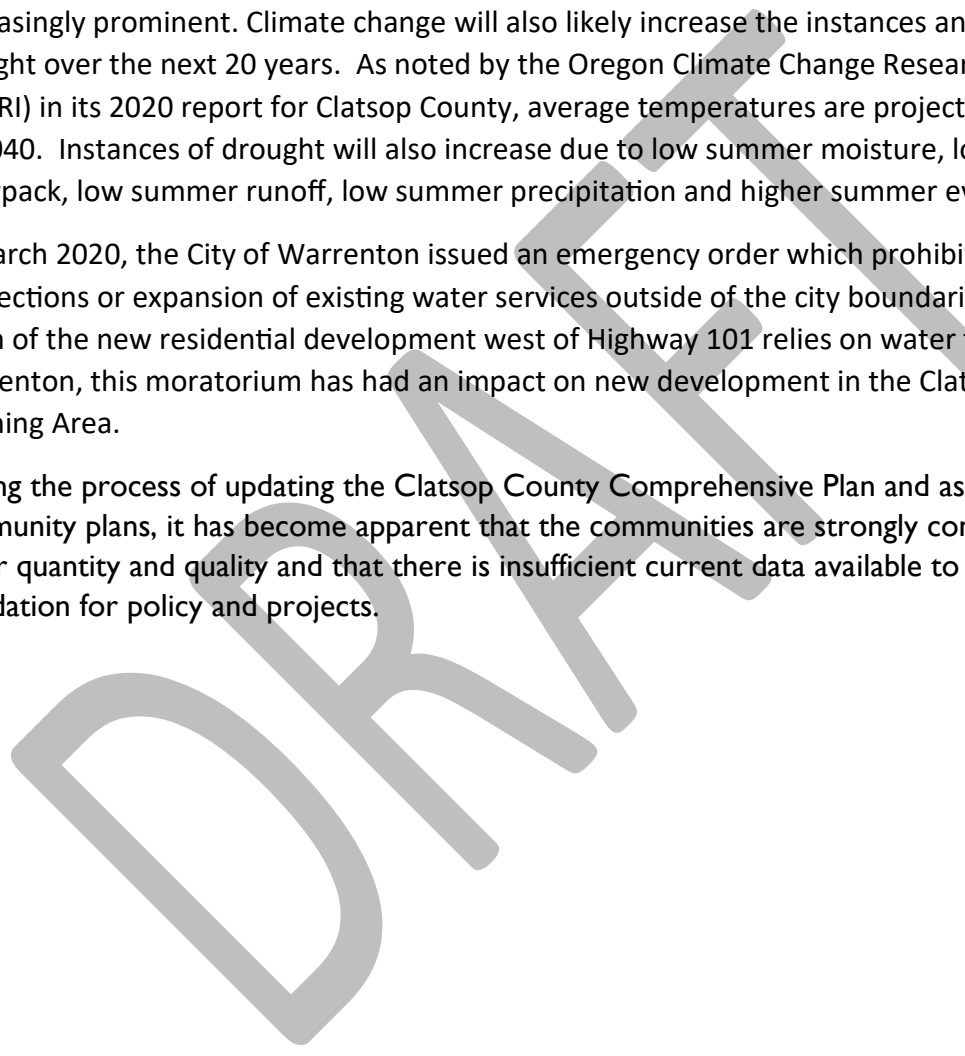 asingly prominent. Climate change will also likely increase the instances an
ght over the next 20 years. As noted by the Oregon Climate Change Resear
RI) in its 2020 report for Clatsop County, average temperatures are project
040. Instances of drought will also increase due to low summer moisture, lo
pack, low summer runoff, low summer precipitation and higher summer ev
arch 2020, the City of Warrenton issued an emergency order which prohibi
ections or expansion of existing water services outside of the city boundari
h of the new residential development west of Highway 101 relies on water
enton, this moratorium has had an impact on new development in the Clat
ning Area.
ng the process of updating the Clatsop County Comprehensive Plan and as
munity plans, it has become apparent that the communities are strongly con
r quantity and quality and that there is insufficient current data available to
dation for policy and projects.
DRAFT